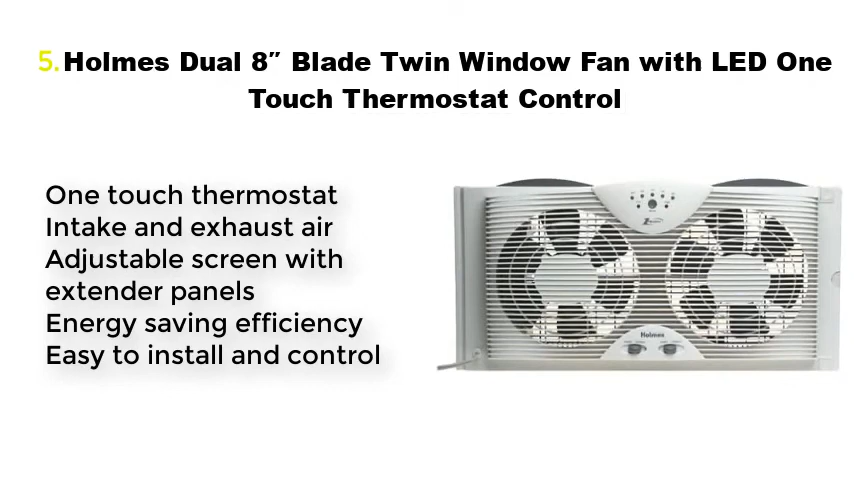 5. Holmes Dual 8″ Blade Twin Window Fan with LED One
Touch Thermostat Control
One touch thermostat
Intake and exhaust air
Adjustable screen with
extender panels
Energy saving efficiency
Easy to install and control
Holmes